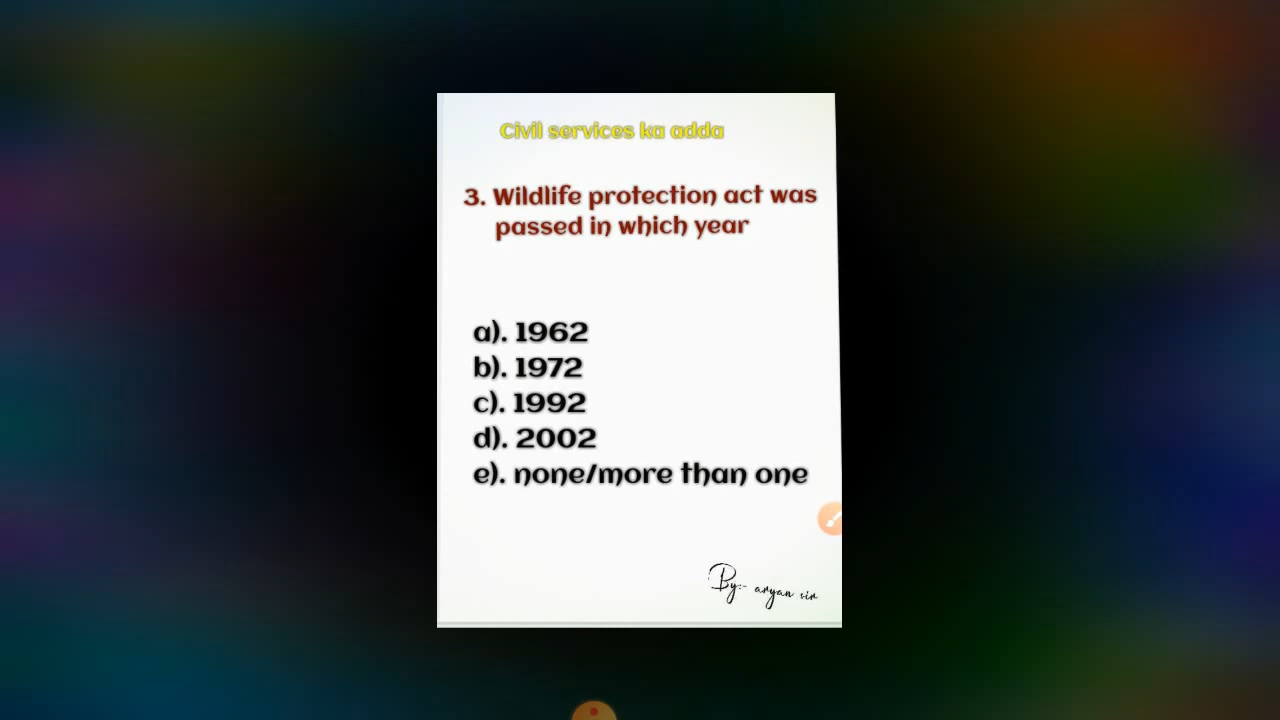 Civil services ka adda
3. Wildlife protection act was
passed in which year
a). 1962
b). 1972
c). 1992
d). 2002
e). none/more than one
By:- aryan sir